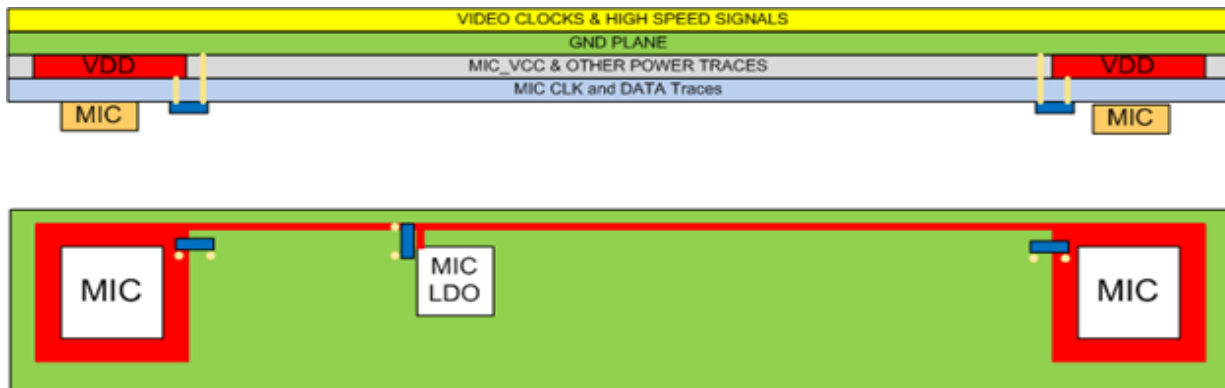 VIDEO CLOCKS & HIGH SPEED SIGNALS
GND PLANE
VDD
MIC_VCC & OTHER POWER TRACES
VDD
MIC CLK and DATA Traces
MIC
MIC
MIC
MIC
LDO
MIC